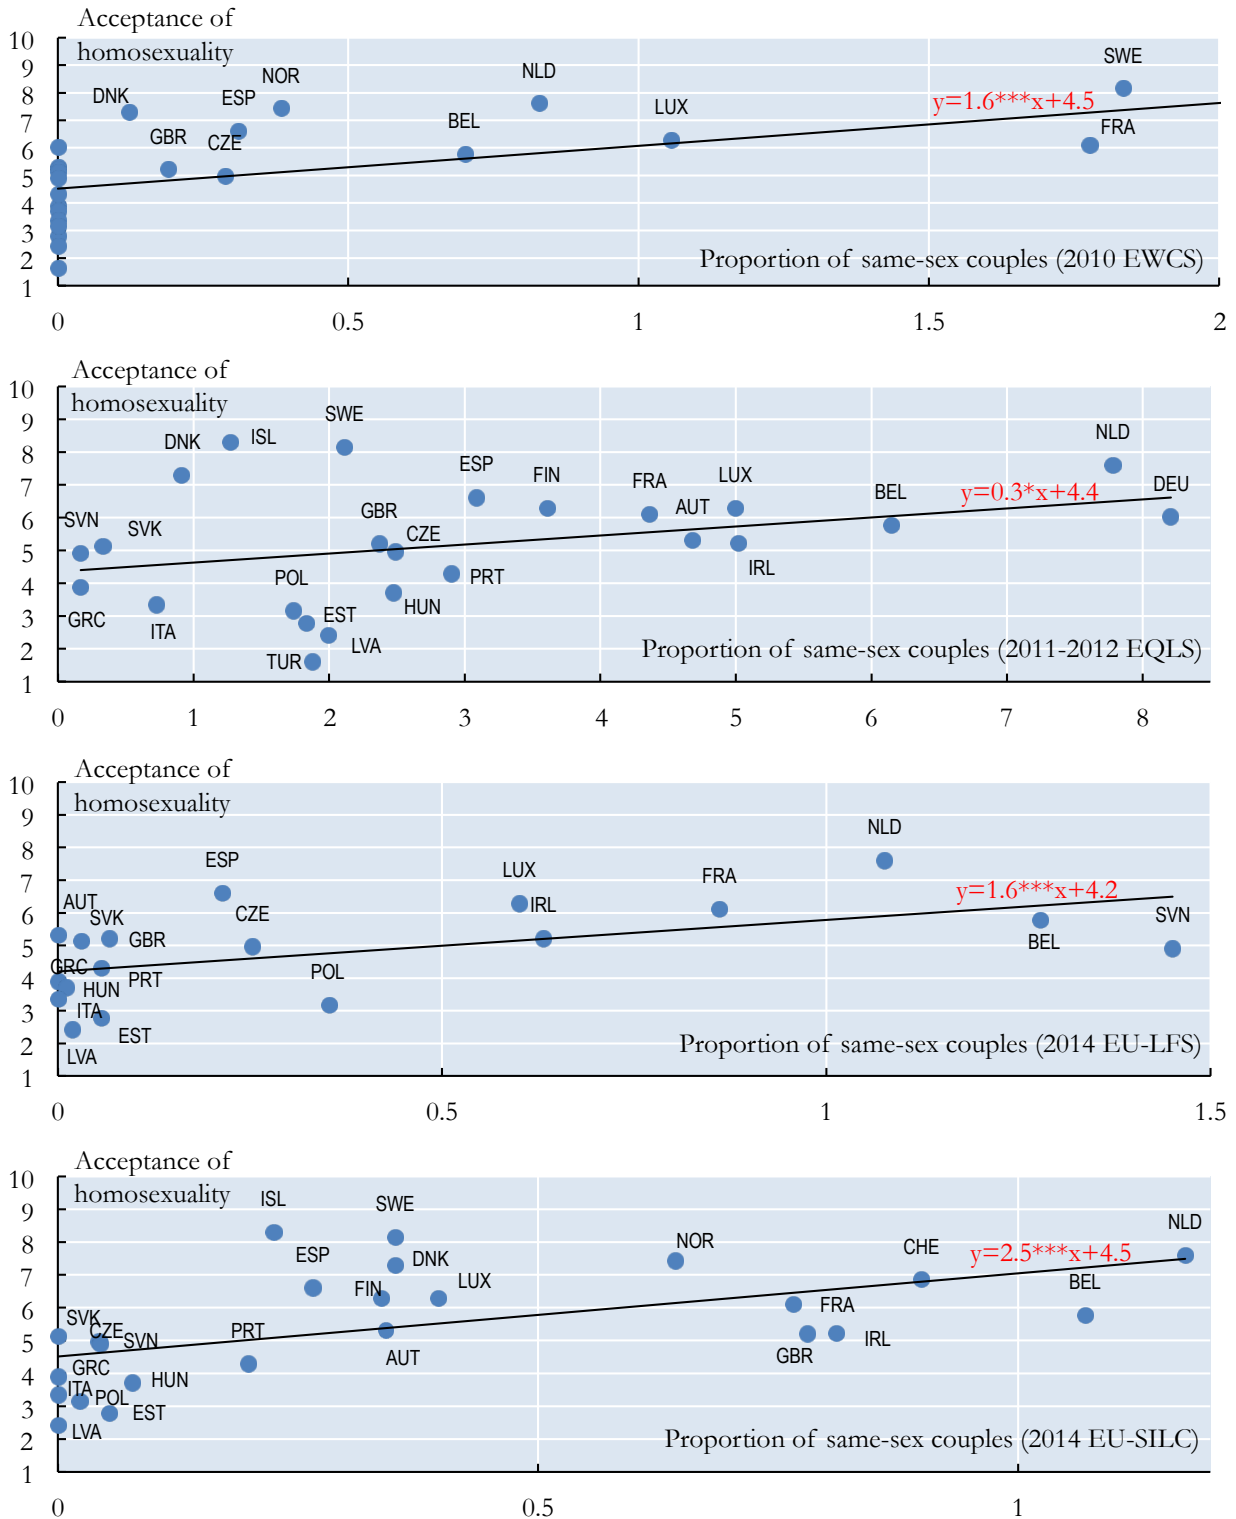 Acceptance of
homosexuality
10
9
8
7
6
5
4
3
2
1
DNK
NOR
ESP
GBR
CZE
NLD
BEL
LUX
SWE
FRA
y=1.6***x+4.5
Proportion of same-sex couples (2010 EWCS)
0
0.5
1
1.5
2
Acceptance of
homosexuality
10
9
8
7
6
5
4
3
2
1
DNK
ISL
SWE
SVN
SVK
GBR
CZE
ESP
FIN
FRA
AUT
LUX
IRL
BEL
NLD
DEU
y=0.3*x+4.4
GRC
ITA
POL
EST
LVA
TUR
HUN
PRT
Proportion of same-sex couples (2011-2012 EQLS)
0
1
2
3
4
5
6
7
8
Acceptance of
homosexuality
10
9
8
7
6
5
4
3
2
1
AUT
SVK
GBR
ESP
CZE
GRC
HUN
PRT
ITA
EST
LVA
POL
LUX
IRL
FRA
NLD
y=1.6***x+4.2
BEL
SVN
Proportion of same-sex couples (2014 EU-LFS)
0
0.5
1
1.5
Acceptance of
homosexuality
10
9
8
7
6
5
4
3
2
1
ISL
SWE
ESP
DNK
FIN
LUX
SVK
CZE
SVN
PRT
AUT
GRC
ITA
POL
HUN
EST
LVA
NOR
CHE
FRA
GBR
IRL
NLD
y=2.5***x+4.5
BEL
Proportion of same-sex couples (2014 EU-SILC)
0
0.5
1